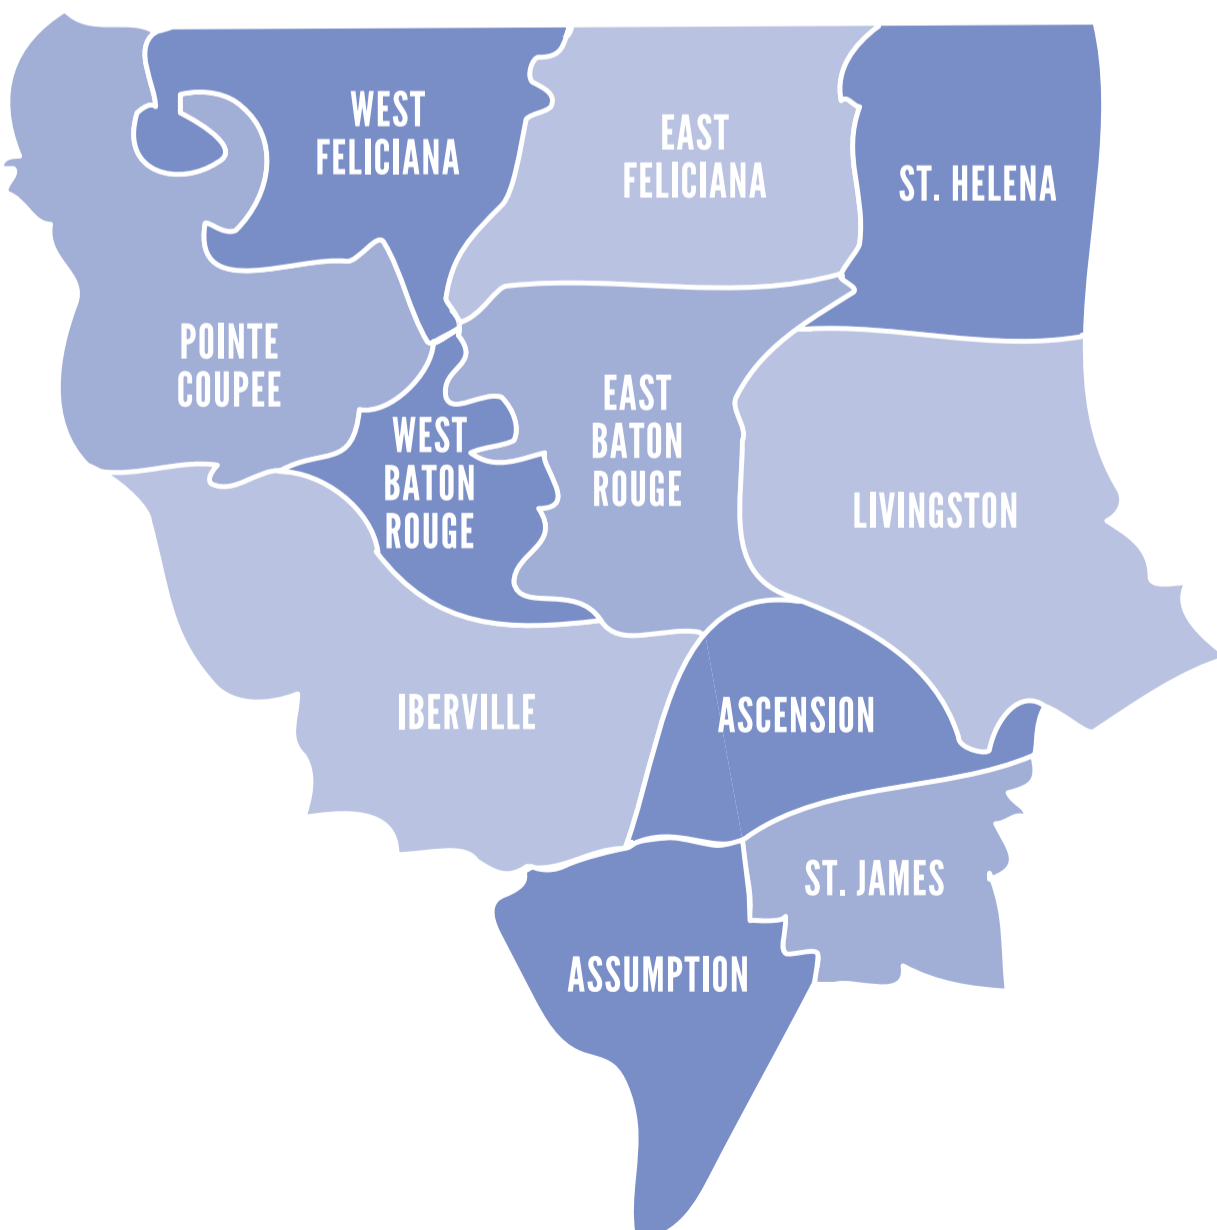 WEST
FELICIANA
EAST
FELICIANA
ST. HELENA
POINTE
COUPEE
WEST
BATON
ROUGE
EAST
BATON
ROUGE
LIVINGSTON
IBERVILLE
ASCENSION
ST. JAMES
ASSUMPTION